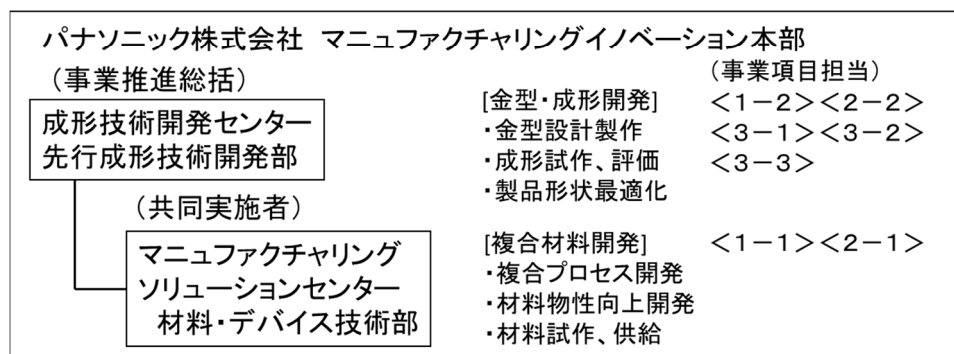 パナソニック株式会社 マニュファクチャリングイノベーション本部
(事業推進総括)
成形技術開発センター
先行成形技術開発部
(共同実施者)
マニュファクチャリング
ソリューションセンター
材料・デバイス技術部
(事業項目担当)
[金型・成形開発] <1-2><2-2>
・金型設計製作 <3-1><3-2>
・成形試作、評価 <3-3>
・製品形状最適化
[複合材料開発] <1-1><2-1>
・複合プロセス開発
・材料物性向上開発
・材料試作、供給